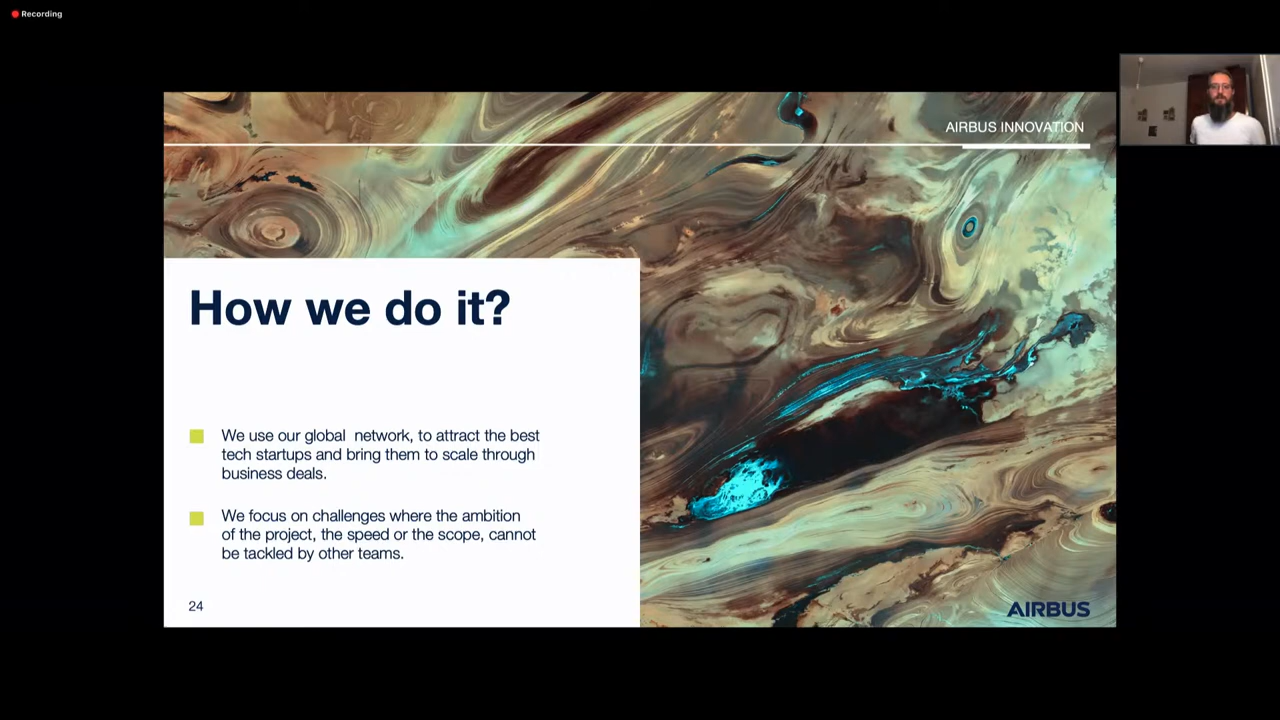 Recording
AIRBUS INNOVATION
How we do it?
We use our global  network, to attract the best
tech startups and bring them to scale through
business deals.
We focus on challenges where the ambition
of the project, the speed or the scope, cannot
be tackled by other teams.
24
AIRBUS